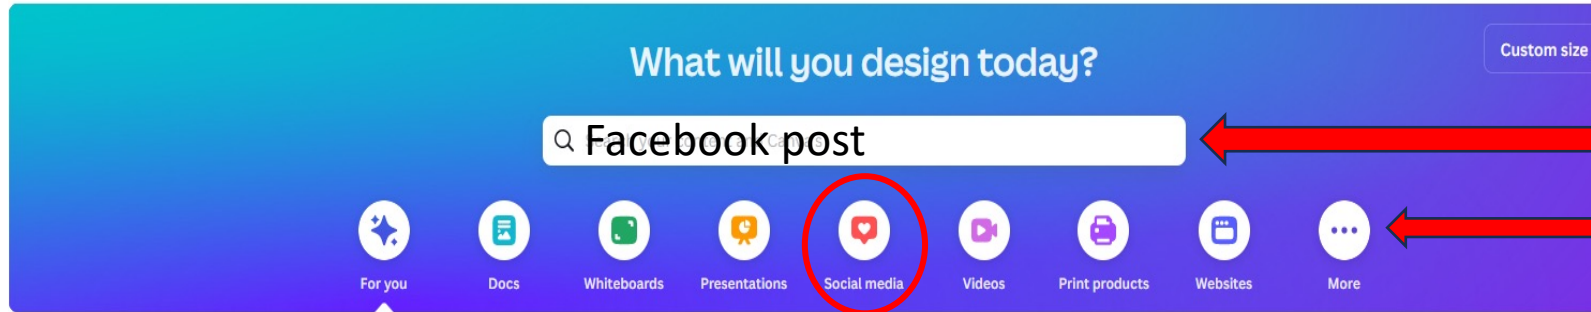 What will you design today?
Custom size
Facebook post
For you
Docs
Whiteboards
Presentations
Social media
Videos
Print products
Websites
More